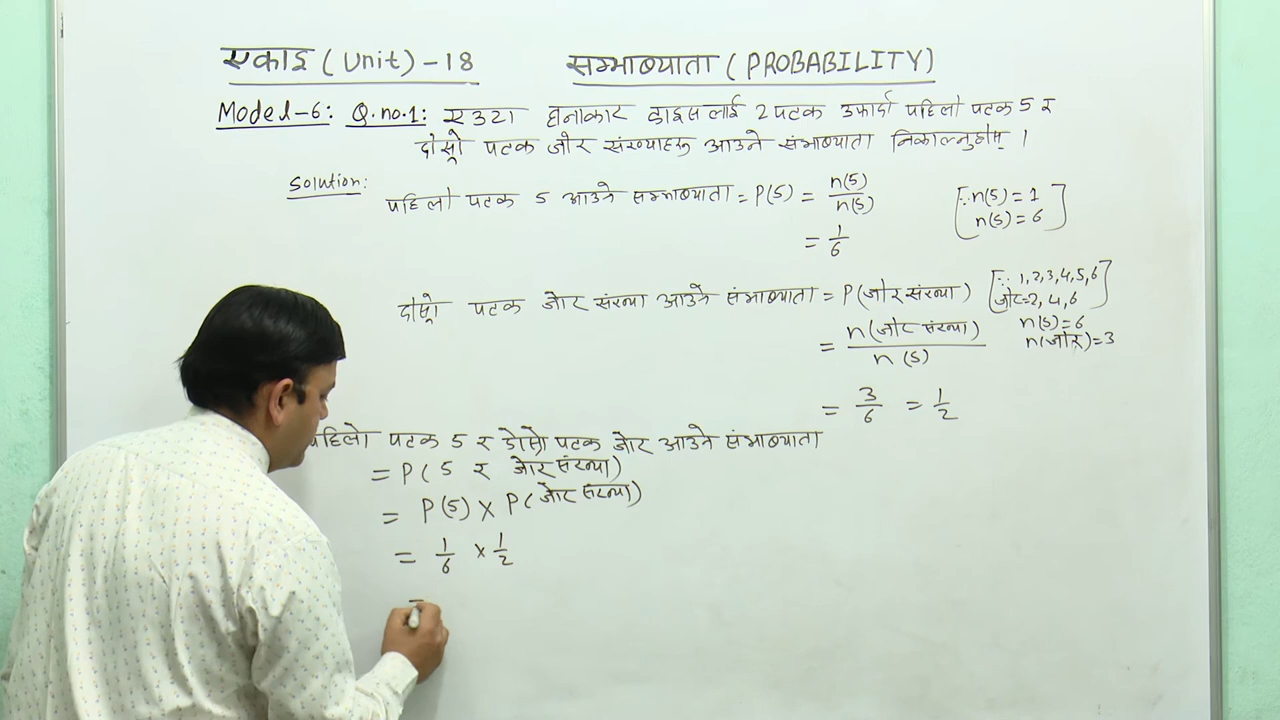 एकाइ (Unit) - 18
सम्भाव्यता (PROBABILITY)
Model-6: Q.no.1: एउटा घनाकार डाइसलाई 2 पटक उफार्दा पहिलो पटक 5 र
दोस्रो पटक जोर संख्याहरू आउने संभाव्यता निकाल्नुहोस् ।
Solution:
पहिलो पटक 5 आउने सम्भाव्यता = P(5) = n(5)/n(S) [∵ n(5) = 1
n(S) = 6]
= 1/6
दोस्रो पटक जोर संख्या आउने संभाव्यता = P(जोर संख्या) [∵ 1,2,3,4,5,6
जोर=2, 4, 6]
= n(जोर संख्या)/n(S) n(S)=6
n(जोर)=3
= 3/6 = 1/2
पहिलो पटक 5 र दोस्रो पटक जोर आउने संभाव्यता
= P( 5 र जोर संख्या)
= P(5) × P(जोर संख्या)
= 1/6 × 1/2